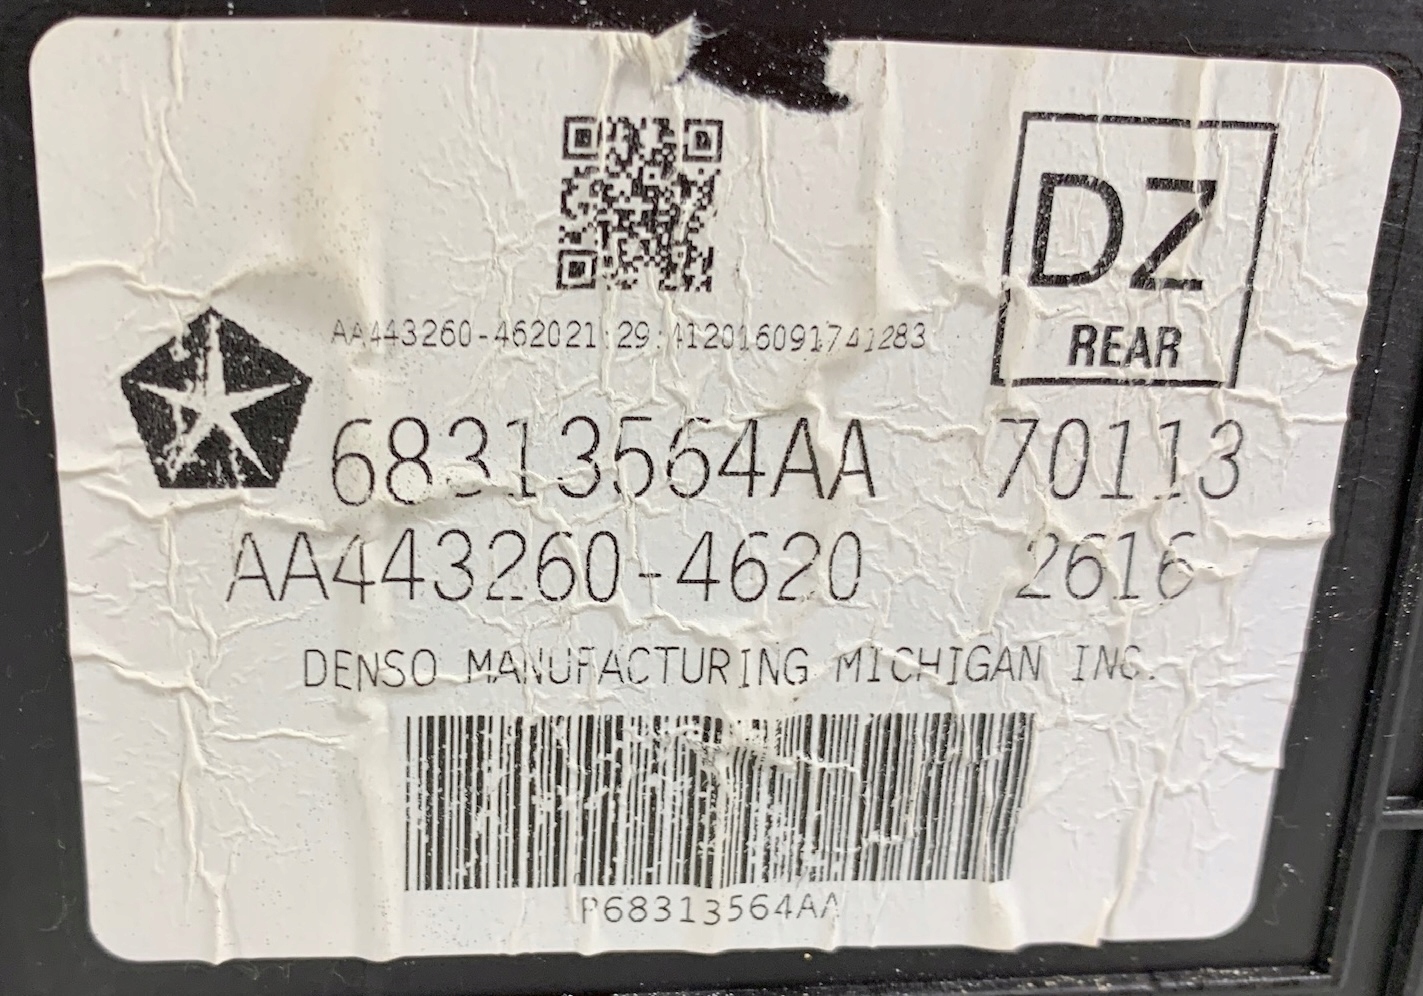 DZ
REAR
AA443260-462021:29:412016091741283
68313564AA 70113
AA443260-4620 2616
DENSO MANUFACTURING MICHIGAN INC.
P68313564AA